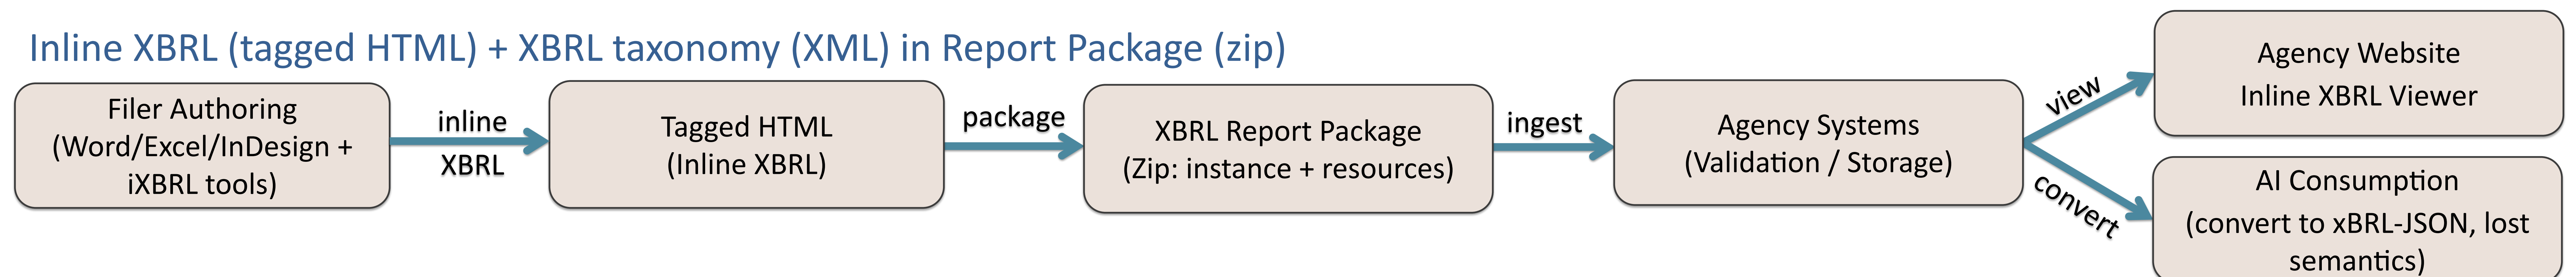 Inline XBRL (tagged HTML) + XBRL taxonomy (XML) in Report Package (zip)
Filer Authoring
(Word/Excel/InDesign +
iXBRL tools)
inline
XBRL
Tagged HTML
(Inline XBRL)
package
XBRL Report Package
(Zip: instance + resources)
ingest
Agency Systems
(Validation / Storage)
view
Agency Website
Inline XBRL Viewer
convert
AI Consumption
(convert to xBRL-JSON, lost
semantics)